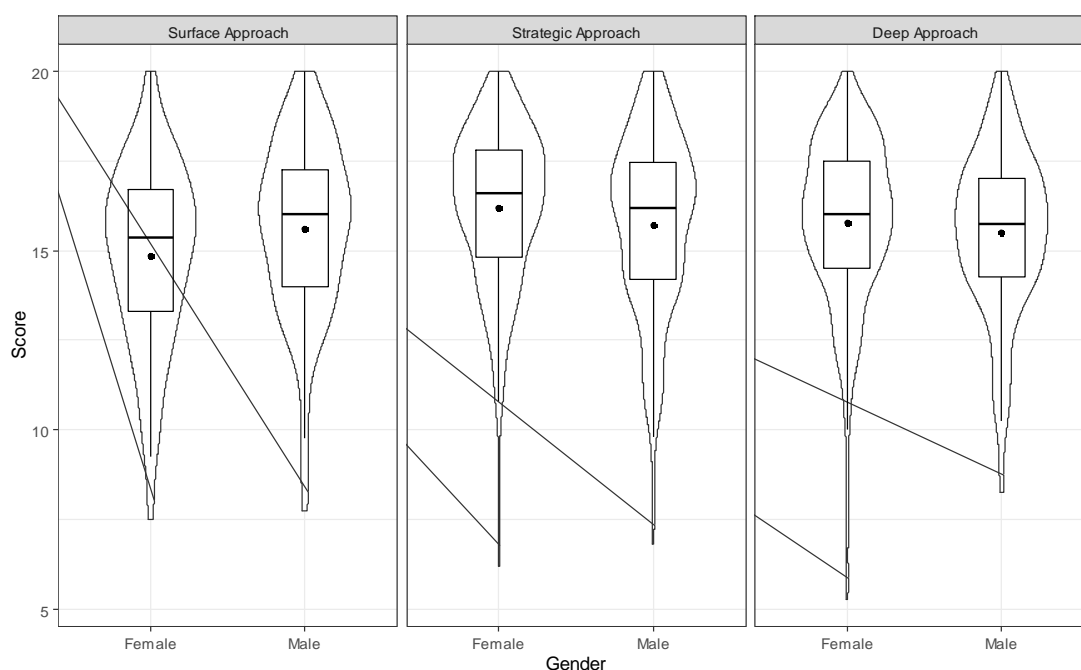 Surface Approach
Strategic Approach
Deep Approach
Score
20
15
10
5
Female
Male
Female
Male
Female
Male
Gender